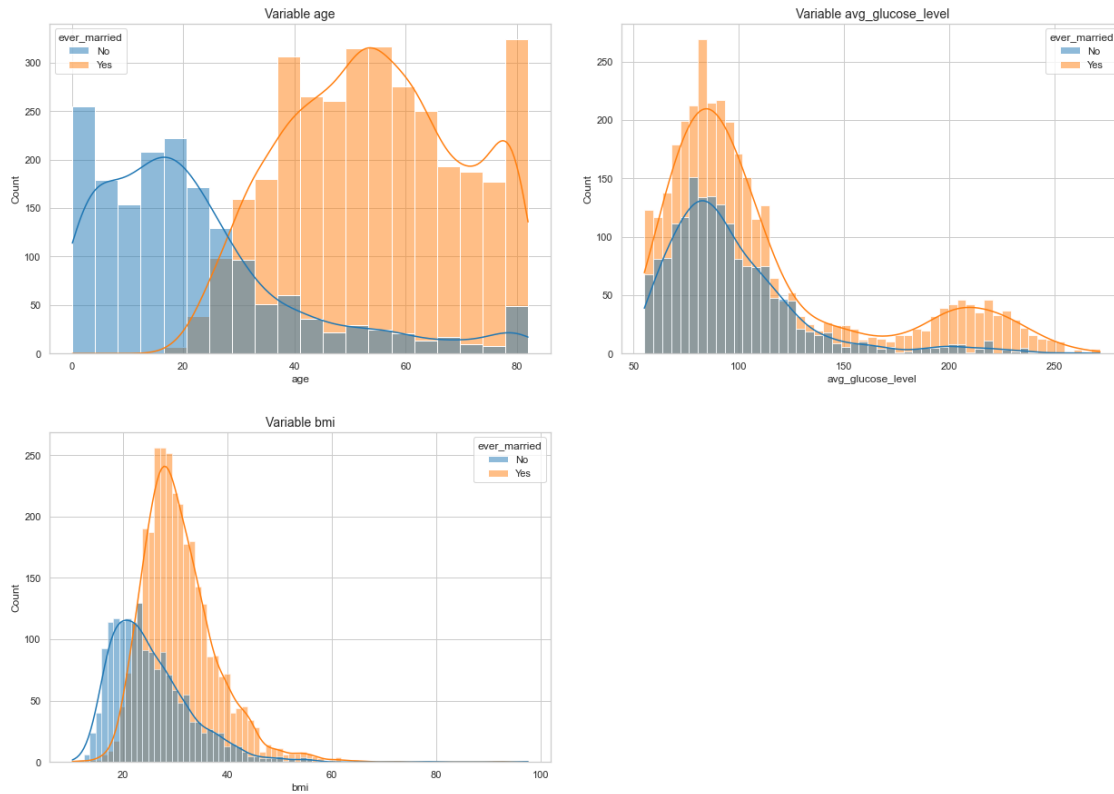 Variable age
ever_married
No
Yes
300
250
200
150
100
50
0
Count
0 20 40 60 80
age
Variable avg_glucose_level
ever_married
No
Yes
250
200
150
100
50
0
Count
50 100 150 200 250
avg_glucose_level
Variable bmi
ever_married
No
Yes
250
200
150
100
50
0
Count
20 40 60 80 100
bmi